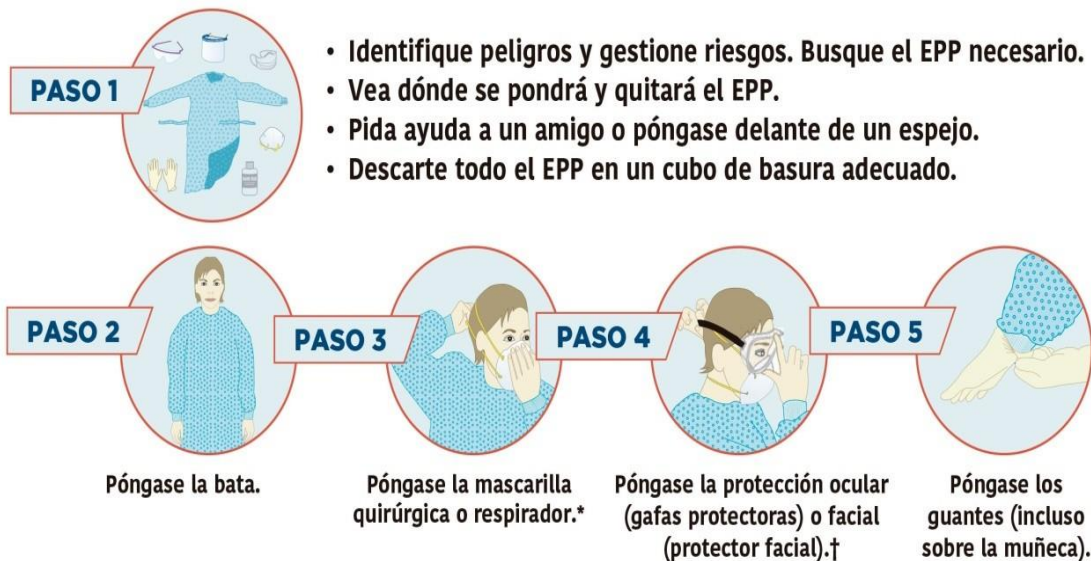 PASO 1
• Identifique peligros y gestione riesgos. Busque el EPP necesario.
• Vea dónde se pondrá y quitará el EPP.
• Pida ayuda a un amigo o póngase delante de un espejo.
• Descarte todo el EPP en un cubo de basura adecuado.
PASO 2
Póngase la bata.
PASO 3
Póngase la mascarilla
quirúrgica o respirador.*
PASO 4
Póngase la protección ocular
(gafas protectoras) o facial
(protector facial).†
PASO 5
Póngase los
guantes (incluso
sobre la muñeca).